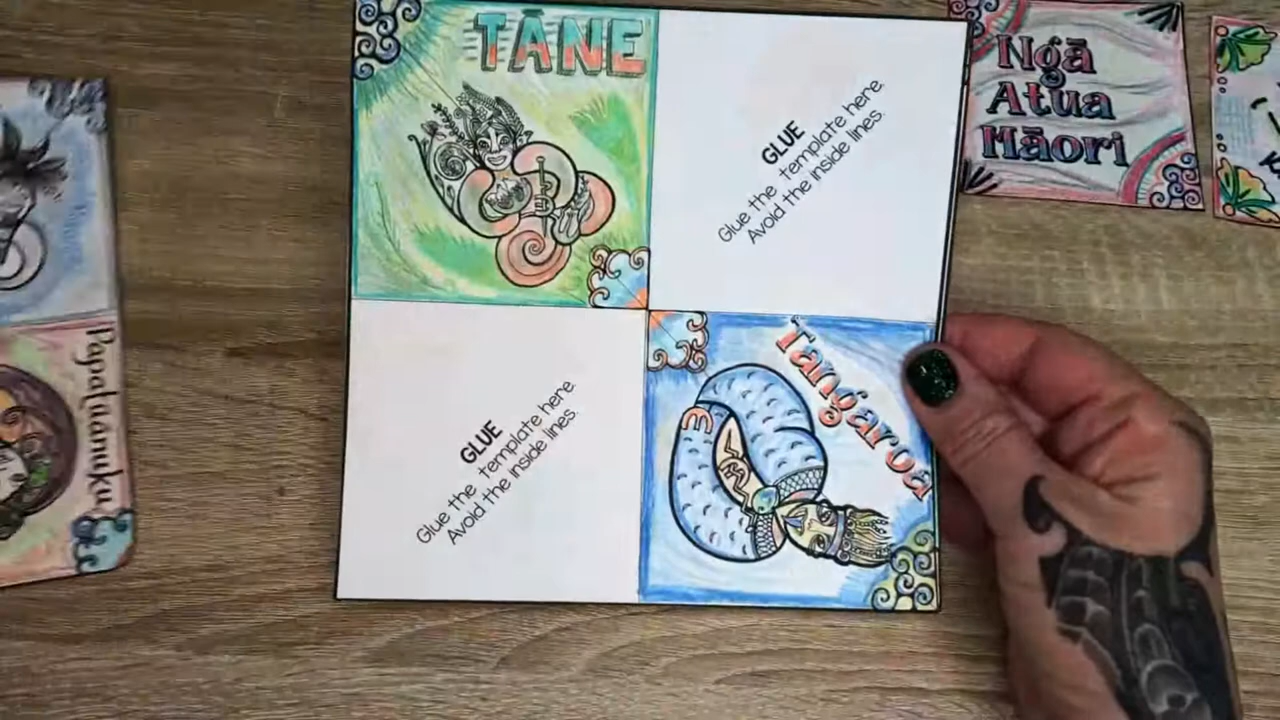 TĀNE
GLUE
Glue the template here.
Avoid the inside lines.
Ngā
Atua
Māori
Papatūānuku
GLUE
Glue the template here.
Avoid the inside lines.
Tangaroa